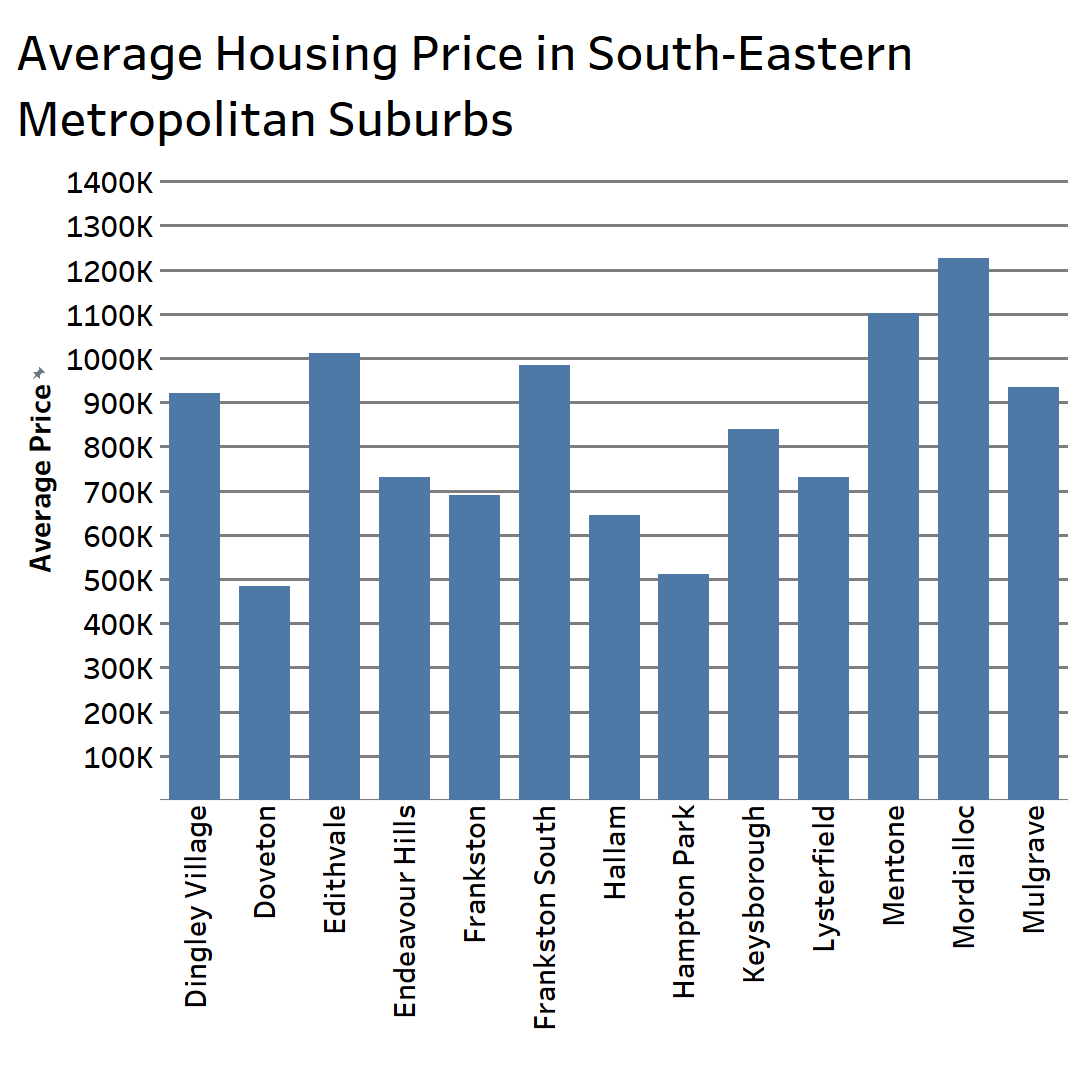 Average Housing Price in South-Eastern
Metropolitan Suburbs
1400K
1300K
1200K
1100K
1000K
900K
800K
700K
600K
500K
400K
300K
200K
100K
Average Price
Dingley Village
Doveton
Edithvale
Endeavour Hills
Frankston
Frankston South
Hallam
Hampton Park
Keysborough
Lysterfield
Mentone
Mordialloc
Mulgrave